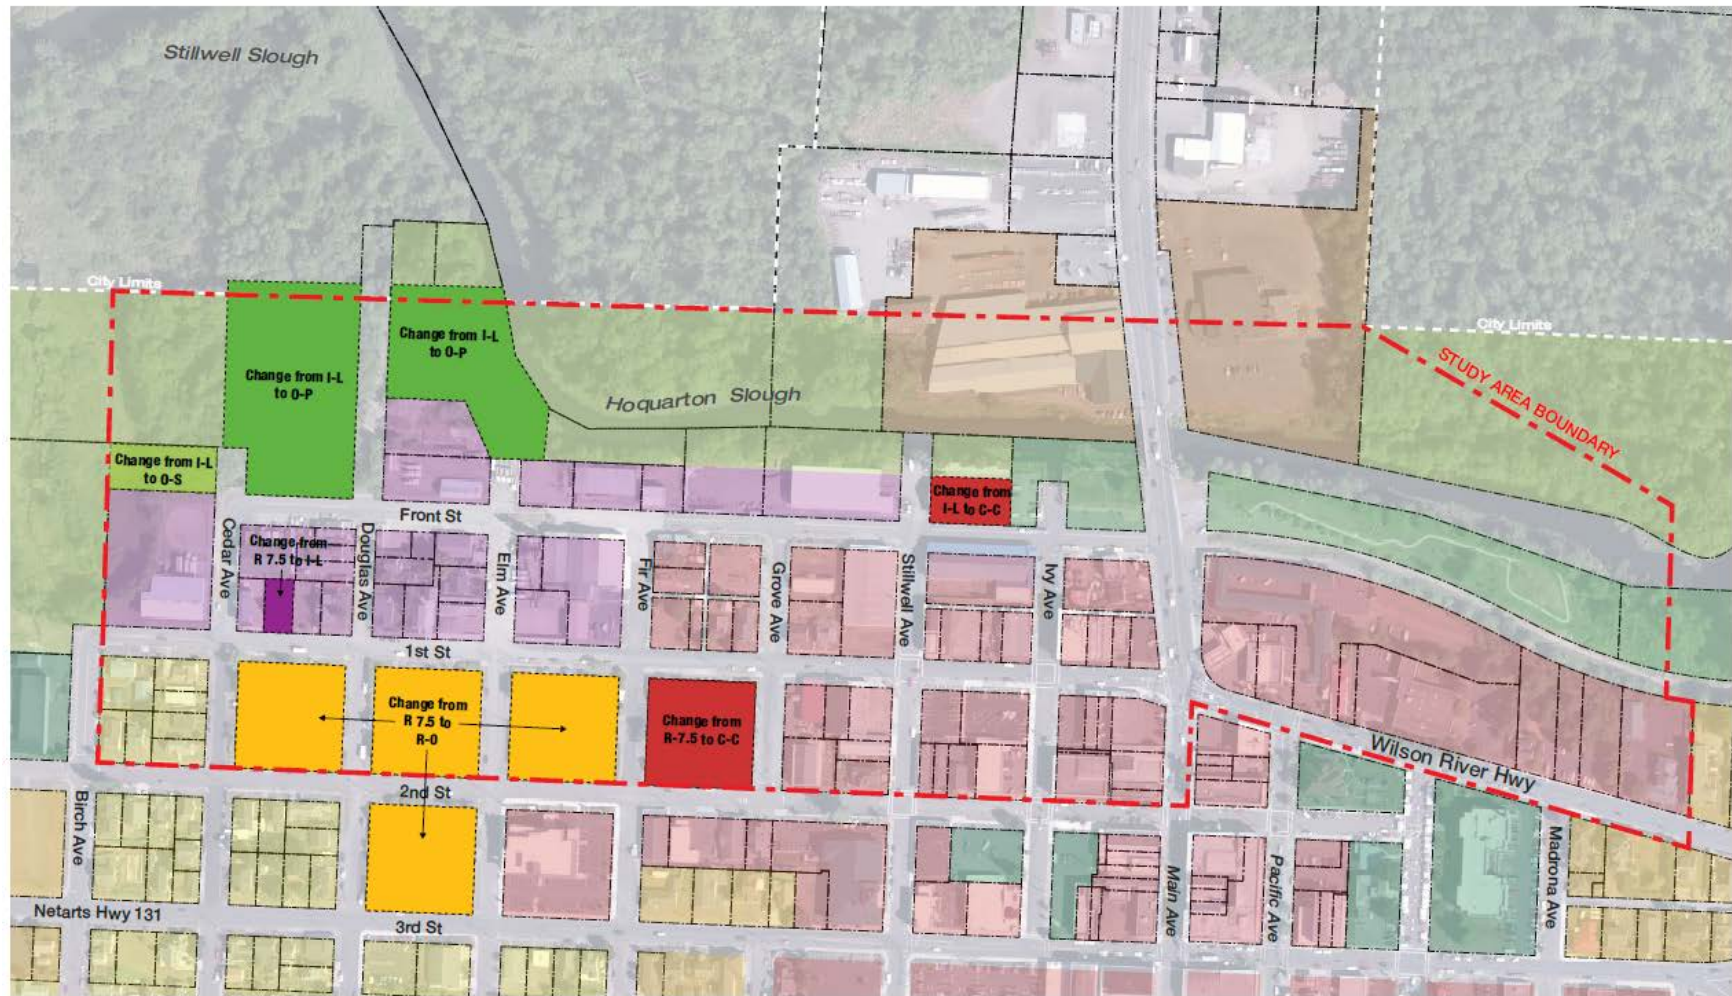 Stillwell Slough
City Limits
City Limits
STUDY AREA BOUNDARY
Change from I-L
to O-P
Change from I-L
to O-P
Hoquarton Slough
Change from I-L
to O-S
Change from
I-L to C-C
Front St
Change from
R 7.5 to I-L
Cedar Ave
Douglas Ave
Elm Ave
Fir Ave
Grove Ave
Stillwell Ave
Ivy Ave
1st St
Change from
R 7.5 to
R-O
Change from
R-7.5 to C-C
Wilson River Hwy
2nd St
Birch Ave
Main Ave
Pacific Ave
Madrona Ave
Netarts Hwy 131
3rd St